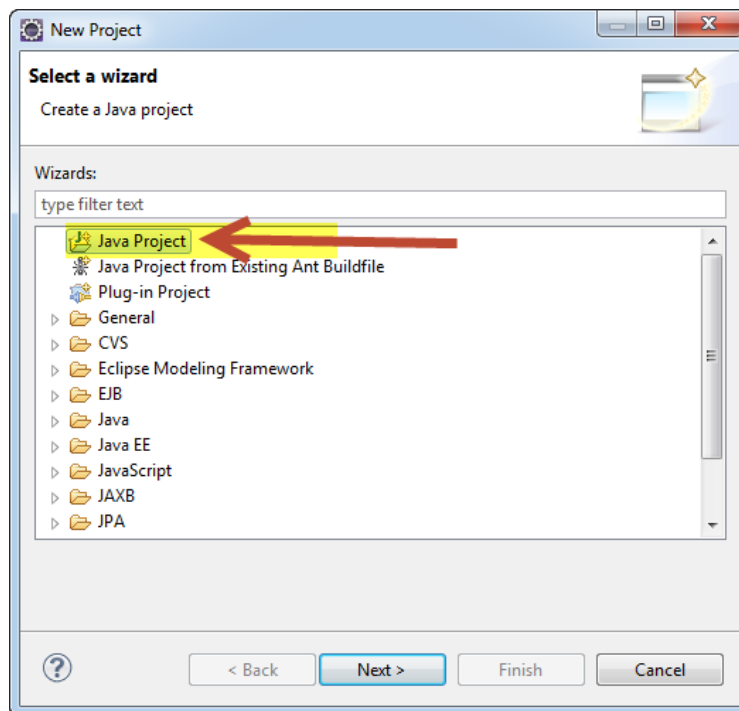 New Project
Select a wizard
Create a Java project
Wizards:
type filter text
Java Project
Java Project from Existing Ant Buildfile
Plug-in Project
General
CVS
Eclipse Modeling Framework
EJB
Java
Java EE
JavaScript
JAXB
JPA
? < Back Next > Finish Cancel